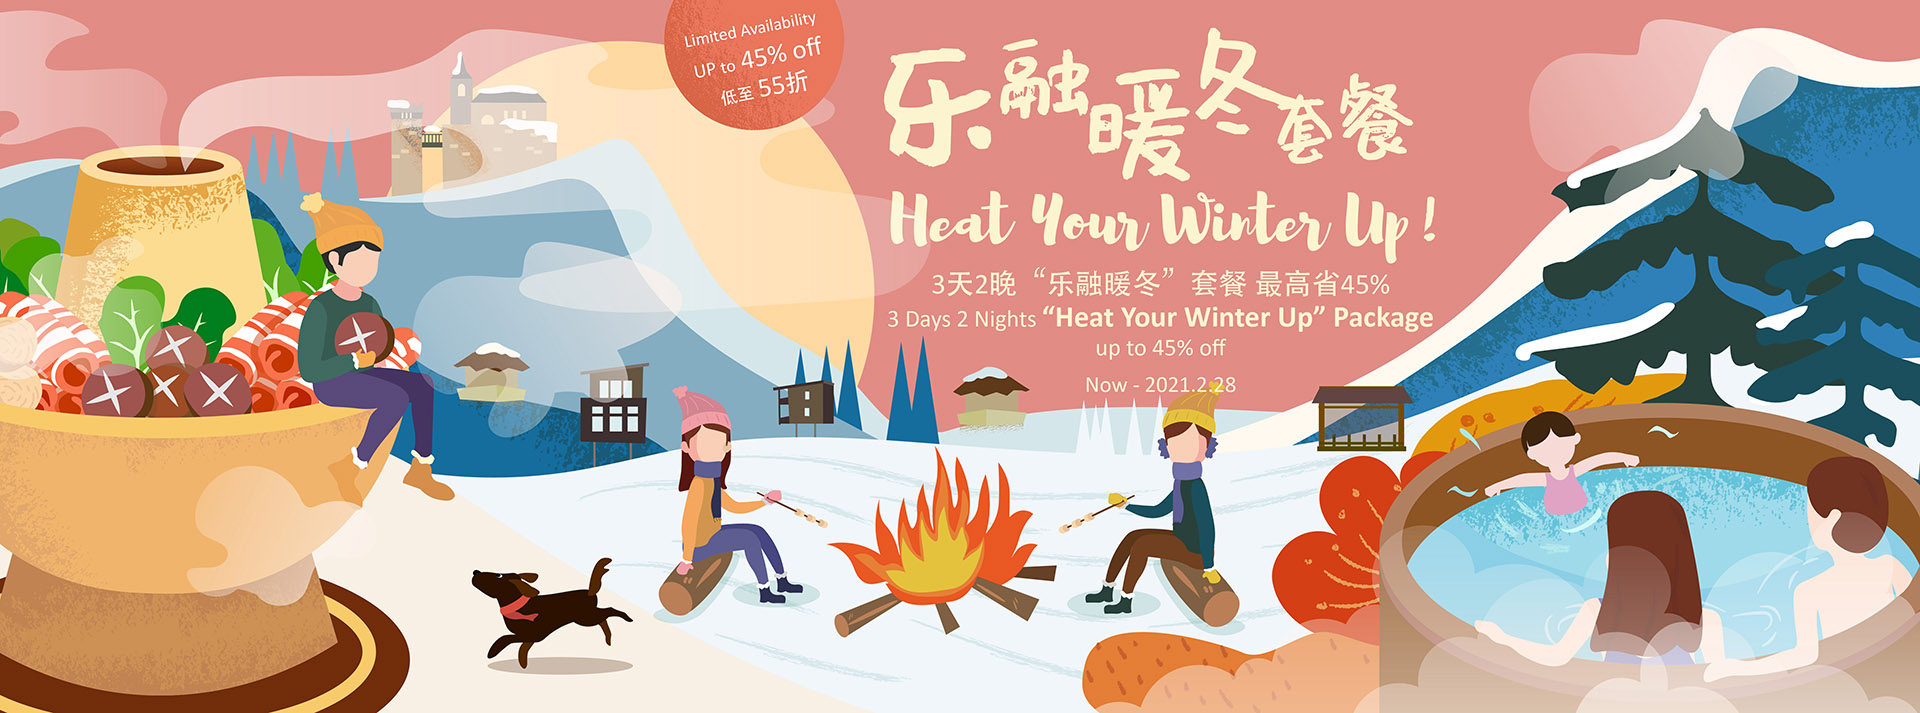 Limited Availability
UP to 45% off
低至 55折
乐融暖冬套餐
Heat Your Winter Up!
3天2晚 “乐融暖冬” 套餐 最高省45%
3 Days 2 Nights “Heat Your Winter Up” Package
up to 45% off
Now - 2021.2.28